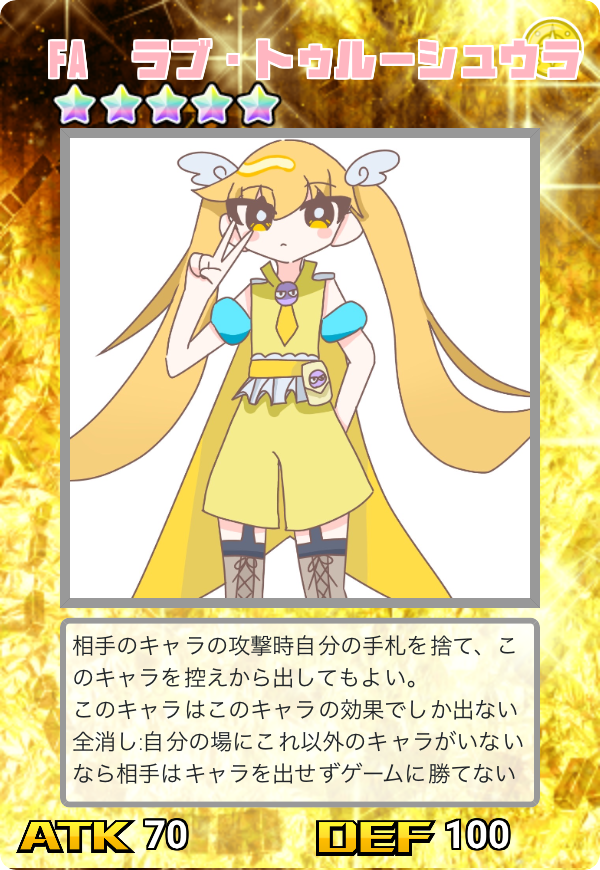 FA　ラブ・トゥルーシュウラ
相手のキャラの攻撃時自分の手札を捨て、こ
のキャラを控えから出してもよい。
このキャラはこのキャラの効果でしか出ない
全消し:自分の場にこれ以外のキャラがいない
なら相手はキャラを出せずゲームに勝てない
ATK 70 DEF 100